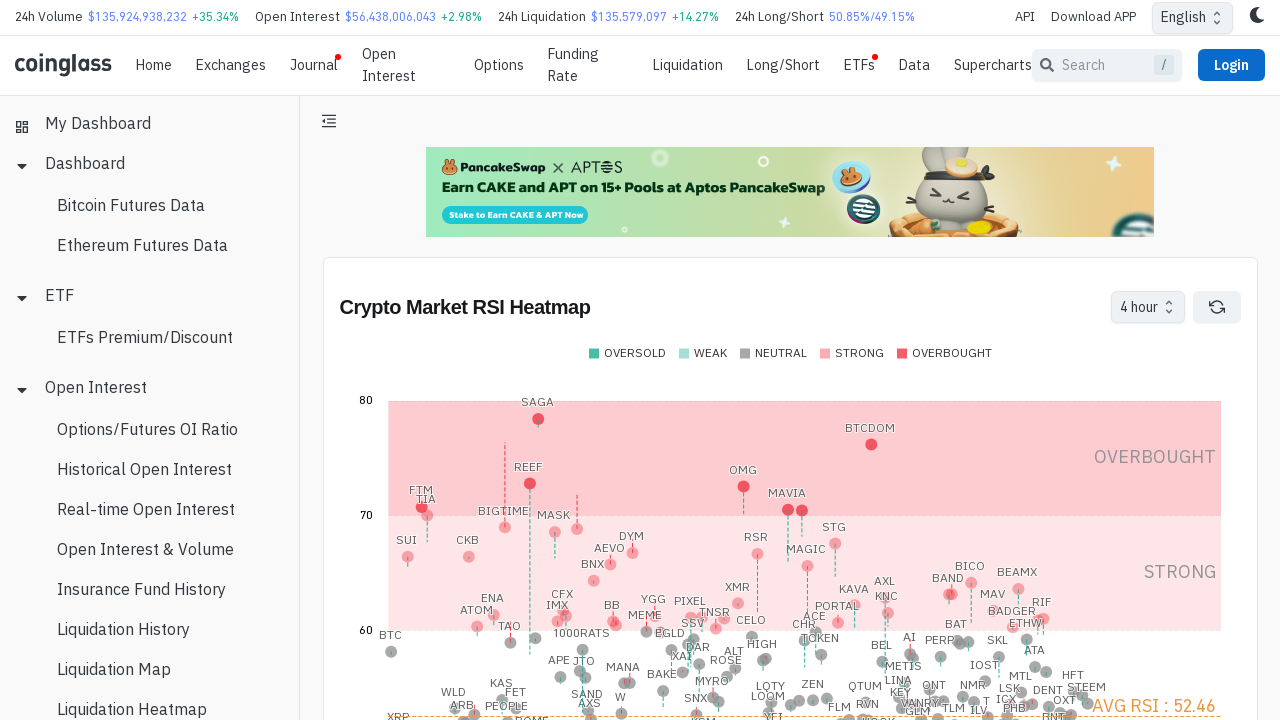 24h Volume $135,924,938,232 +35.34% Open Interest $56,438,006,043 +2.98% 24h Liquidation $135,579,097 +14.27% 24h Long/Short 50.85%/49.15% API Download APP English
coinglass Home Exchanges Journal Open Interest Options Funding Rate Liquidation Long/Short ETFs Data Supercharts Search / Login
My Dashboard
Dashboard
Bitcoin Futures Data
Ethereum Futures Data
ETF
ETFs Premium/Discount
Open Interest
Options/Futures OI Ratio
Historical Open Interest
Real-time Open Interest
Open Interest & Volume
Insurance Fund History
Liquidation History
Liquidation Map
Liquidation Heatmap
PancakeSwap × APTOS
Earn CAKE and APT on 15+ Pools at Aptos PancakeSwap
Stake to Earn CAKE & APT Now
Crypto Market RSI Heatmap
4 hour
OVERSOLD WEAK NEUTRAL STRONG OVERBOUGHT
80
SAGA
BTCDOM
OVERBOUGHT
REEF
OMG
FTM
TIA
MAVIA
70
BIGTIME
MASK
STG
SUI
CKB
DYM
RSR
AEVO
MAGIC
BNX
BICO
BEAMX
BAND
STRONG
XMR
KAVA
AXL
KNC
ENA
CFX
YGG
PIXEL
MAV
RIF
ATOM
IMX
BB
MEME
TNSR
PORTAL
BADGER
60
BTC
TAO
1000RATS
EGLD
SSV
CELO
CHR
ACE
TOKEN
BAT
ETHW
APE
JTO
XAI
DAR
ALT
HIGH
BEL
AI
PERP
SKL
ATA
MANA
BAKE
ROSE
METIS
IOST
KAS
MYRO
LQTY
ZEN
QTUM
LINA
ONT
NMR
MTL
HFT
WLD
FET
SAND
W
SNX
LOOM
KEY
LSK
DENT
STEEM
ARB
PEOPLE
AXS
FLM
RVN
VANRY
TLM
T
ICX
OXT
XRP
GLM
ILV
PHB
AVG RSI : 52.46